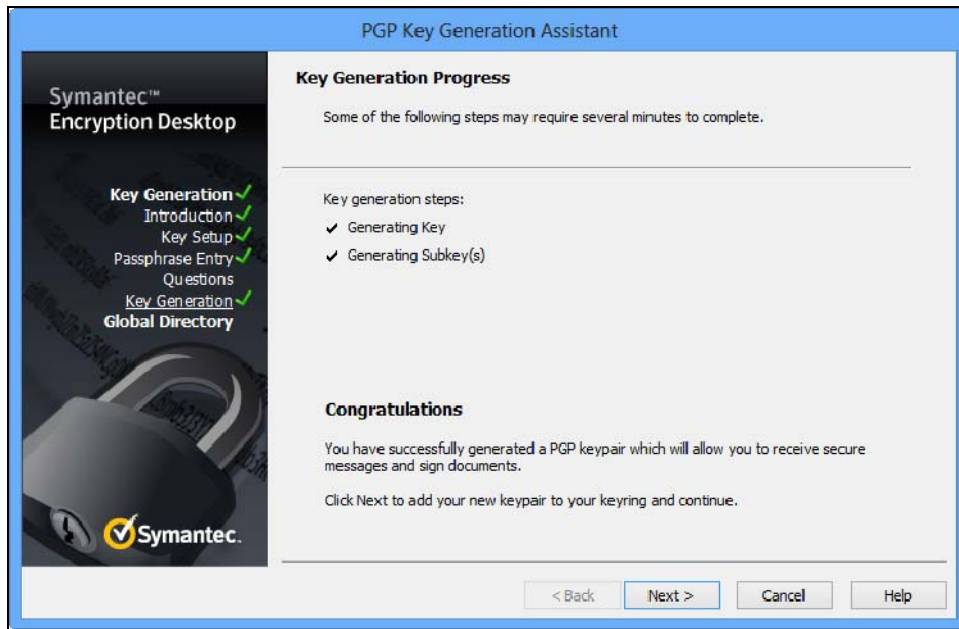 PGP Key Generation Assistant
Symantec™
Encryption Desktop
Key Generation
Introduction
Key Setup
Passphrase Entry
Questions
Key Generation
Global Directory
Symantec.
Key Generation Progress
Some of the following steps may require several minutes to complete.
Key generation steps:
Generating Key
Generating Subkey(s)
Congratulations
You have successfully generated a PGP keypair which will allow you to receive secure
messages and sign documents.
Click Next to add your new keypair to your keyring and continue.
< Back
Next >
Cancel
Help